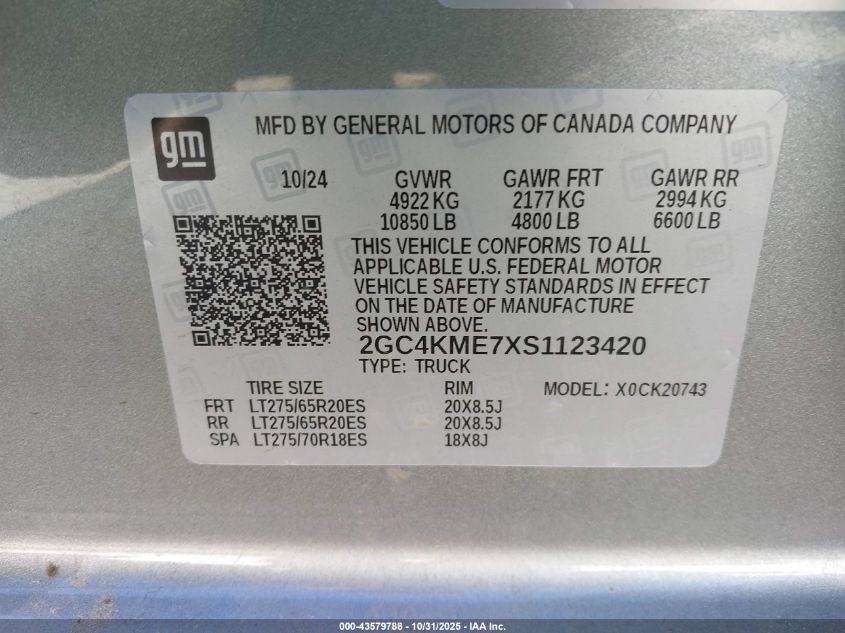 gm
MFD BY GENERAL MOTORS OF CANADA COMPANY
10/24 GVWR GAWR FRT GAWR RR
4922 KG 2177 KG 2994 KG
10850 LB 4800 LB 6600 LB
THIS VEHICLE CONFORMS TO ALL
APPLICABLE U.S. FEDERAL MOTOR
VEHICLE SAFETY STANDARDS IN EFFECT
ON THE DATE OF MANUFACTURE
SHOWN ABOVE.
2GC4KME7XS1123420
TYPE: TRUCK
TIRE SIZE RIM MODEL: X0CK20743
FRT LT275/65R20ES 20X8.5J
RR LT275/65R20ES 20X8.5J
SPA LT275/70R18ES 18X8J
000-43579788 - 10/31/2025 - IAA Inc.